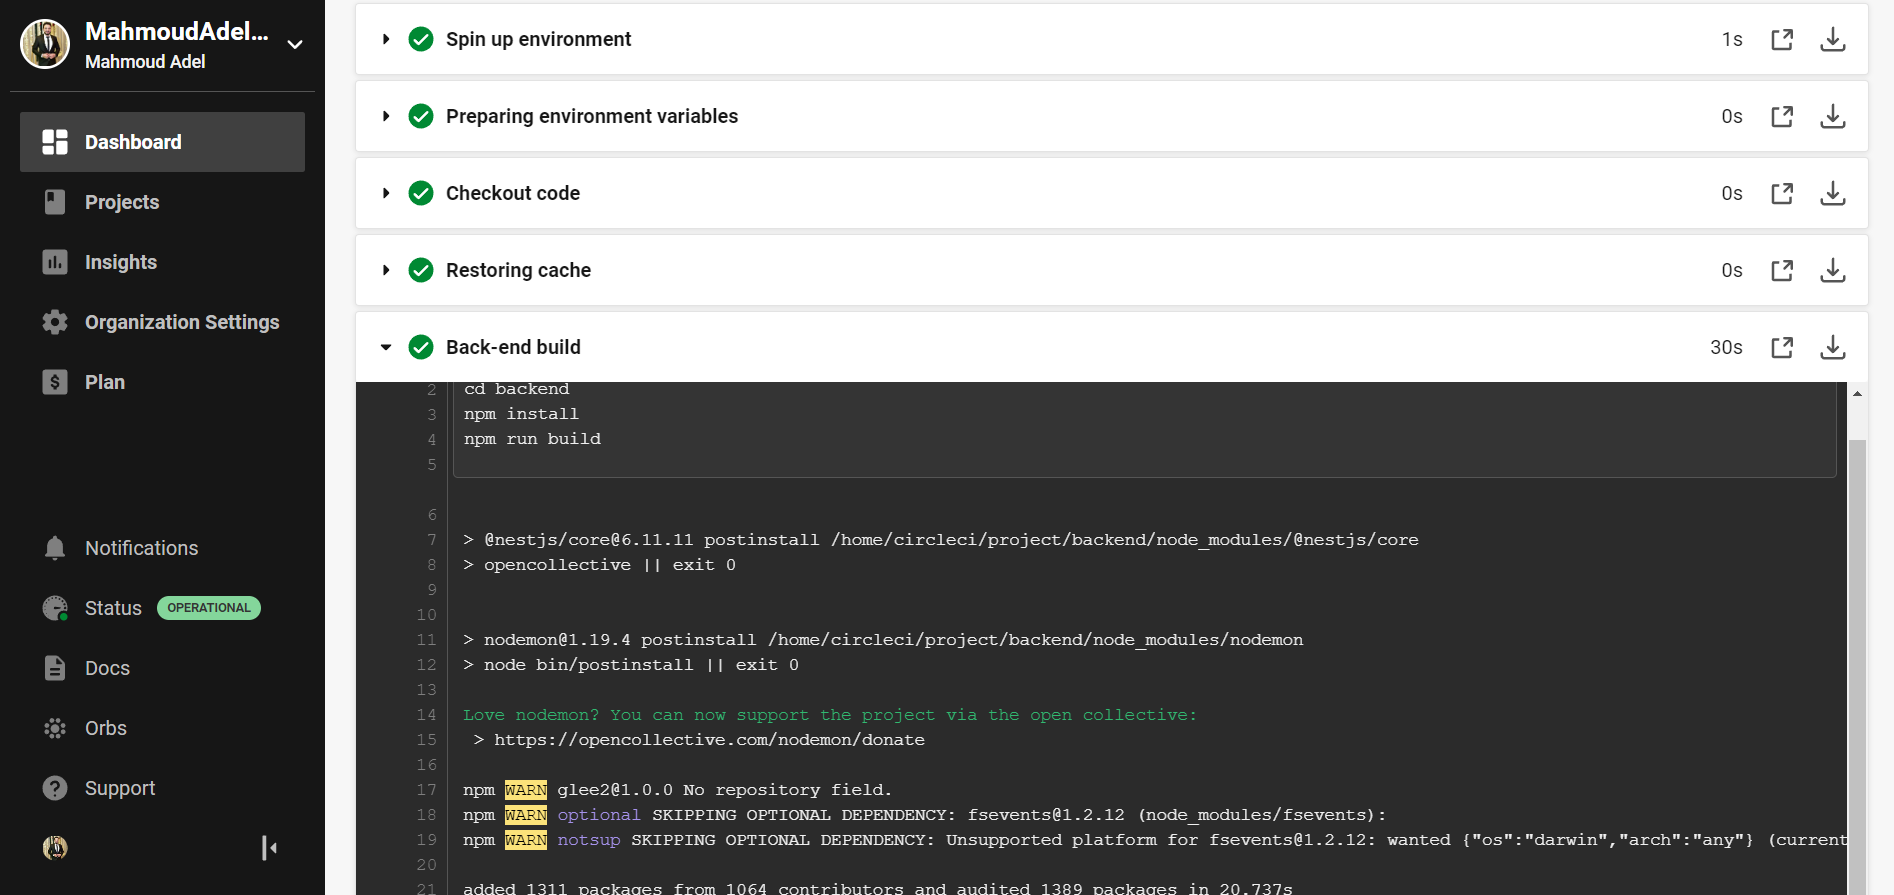 MahmoudAdel...
Mahmoud Adel
Dashboard
Projects
Insights
Organization Settings
Plan
Notifications
Status OPERATIONAL
Docs
Orbs
Support
Spin up environment 1s
Preparing environment variables 0s
Checkout code 0s
Restoring cache 0s
Back-end build 30s
2 cd backend
3 npm install
4 npm run build
5
6
7 > @nestjs/core@6.11.11 postinstall /home/circleci/project/backend/node_modules/@nestjs/core
8 > opencollective || exit 0
9
10
11 > nodemon@1.19.4 postinstall /home/circleci/project/backend/node_modules/nodemon
12 > node bin/postinstall || exit 0
13
14 Love nodemon? You can now support the project via the open collective:
15 > https://opencollective.com/nodemon/donate
16
17 npm WARN glee2@1.0.0 No repository field.
18 npm WARN optional SKIPPING OPTIONAL DEPENDENCY: fsevents@1.2.12 (node_modules/fsevents):
19 npm WARN notsup SKIPPING OPTIONAL DEPENDENCY: Unsupported platform for fsevents@1.2.12: wanted {"os":"darwin","arch":"any"} (current
20
21 added 1311 packages from 1064 contributors and audited 1389 packages in 20.737s